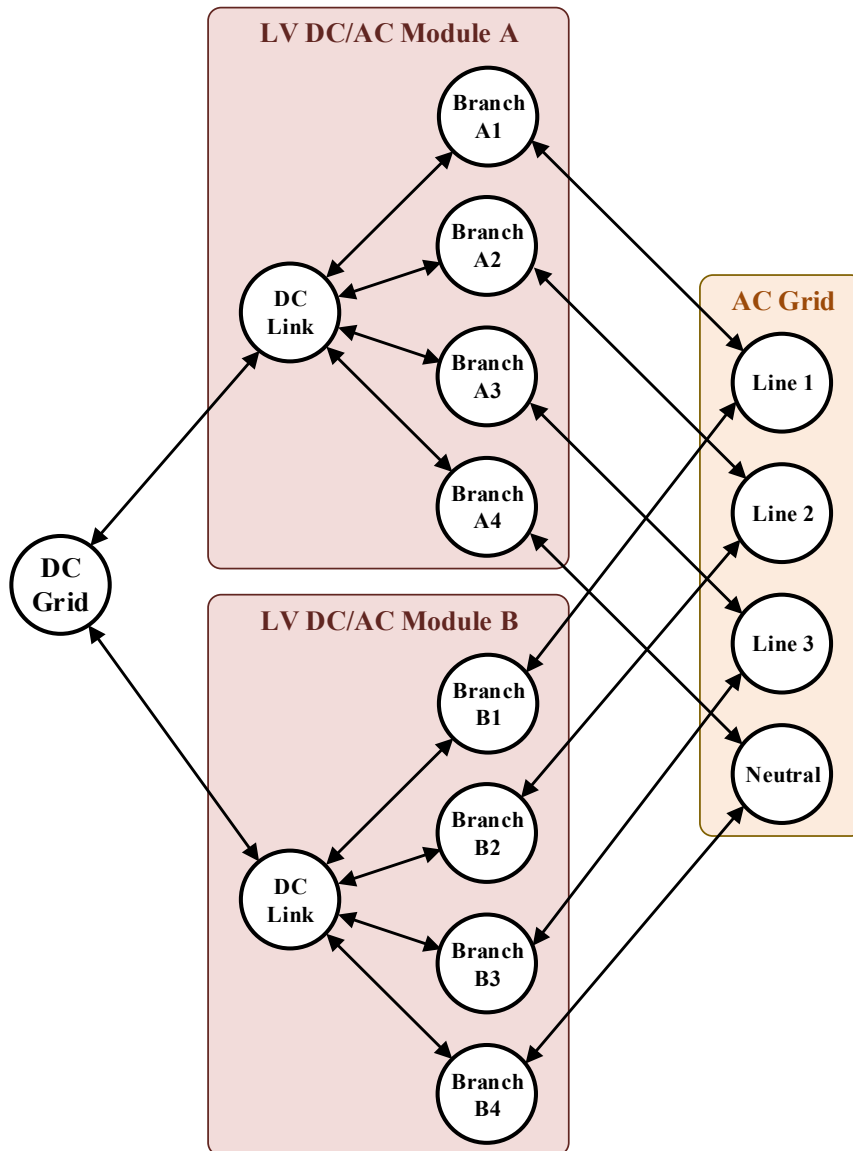 LV DC/AC Module A
Branch
A1
Branch
A2
DC
Link
Branch
A3
Branch
A4
DC
Grid
LV DC/AC Module B
Branch
B1
Branch
B2
DC
Link
Branch
B3
Branch
B4
AC Grid
Line 1
Line 2
Line 3
Neutral